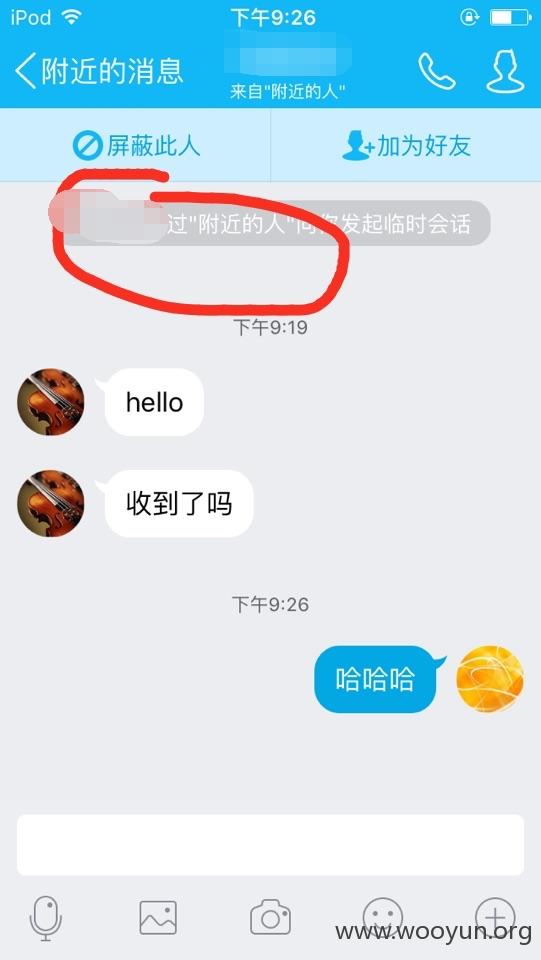 iPod 下午9:26
附近的消息
来自"附近的人"
屏蔽此人 加为好友
过"附近的人"向你发起临时会话
下午9:19
hello
收到了吗
下午9:26
哈哈哈
www.wooyun.org